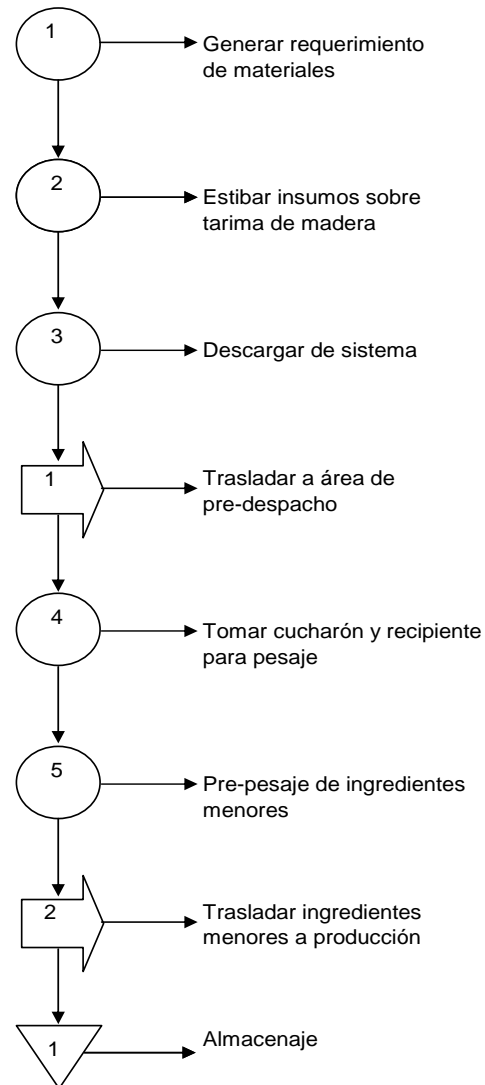 1
Generar requerimiento
de materiales
2
Estibar insumos sobre
tarima de madera
3
Descargar de sistema
1
Trasladar a área de
pre-despacho
4
Tomar cucharón y recipiente
para pesaje
5
Pre-pesaje de ingredientes
menores
2
Trasladar ingredientes
menores a producción
1
Almacenaje